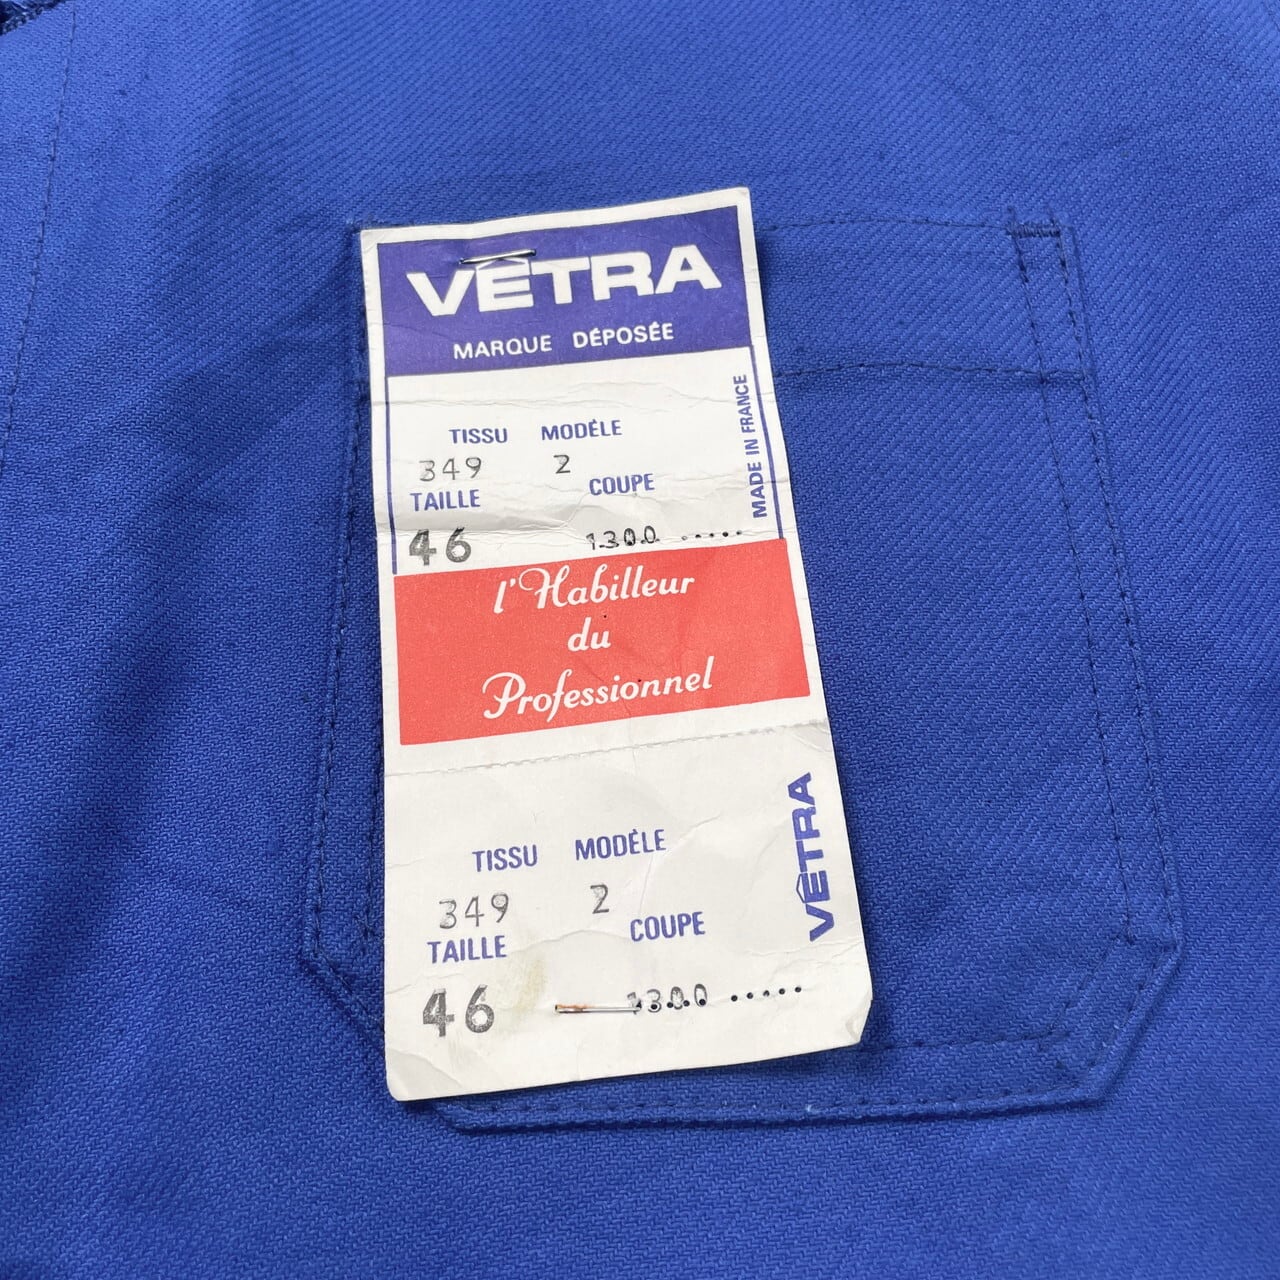 VÊTRA
MARQUE DÉPOSÉE
TISSU MODÈLE
349 2
TAILLE COUPE
46 1300 .....
MADE IN FRANCE
l'Habilleur
du
Professionnel
TISSU MODÈLE
349 2
TAILLE COUPE
46 1300 .....
VÊTRA